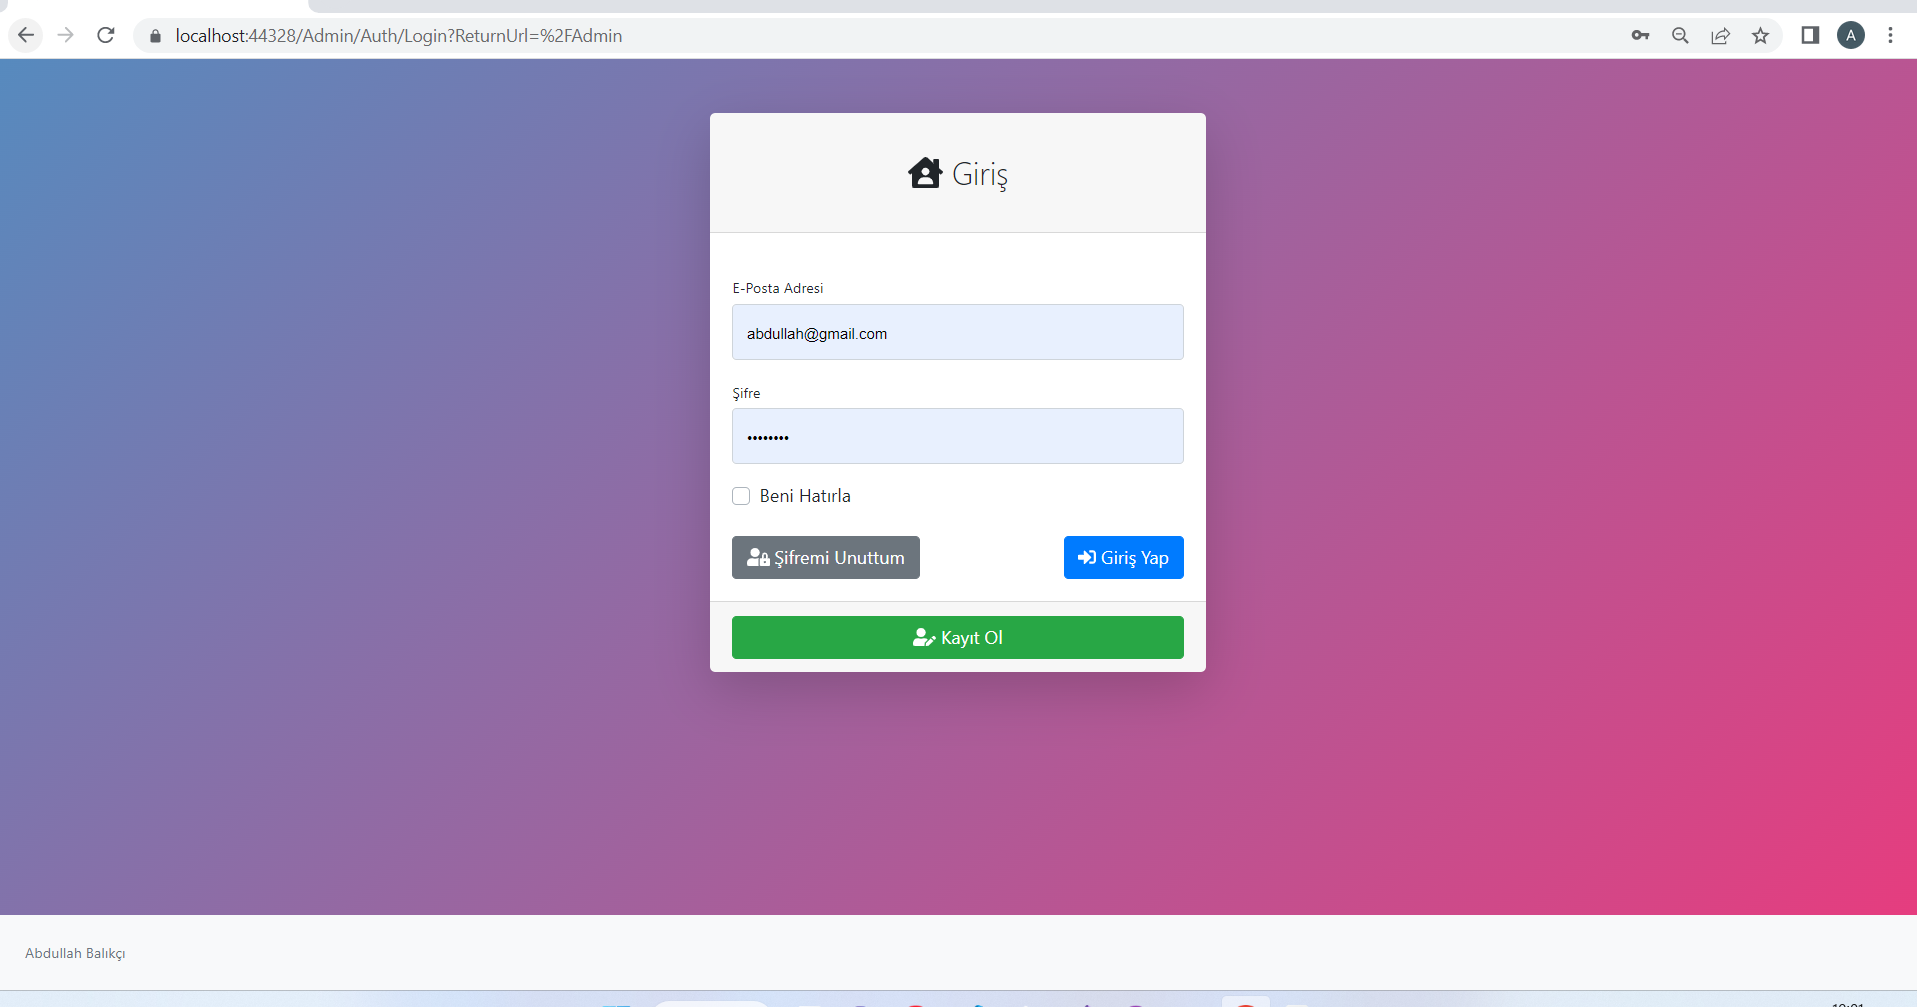 localhost:44328/Admin/Auth/Login?ReturnUrl=%2FAdmin
A
Giriş
E-Posta Adresi
abdullah@gmail.com
Şifre
••••••••
Beni Hatırla
Şifremi Unuttum
Giriş Yap
Kayıt Ol
Abdullah Balıkçı